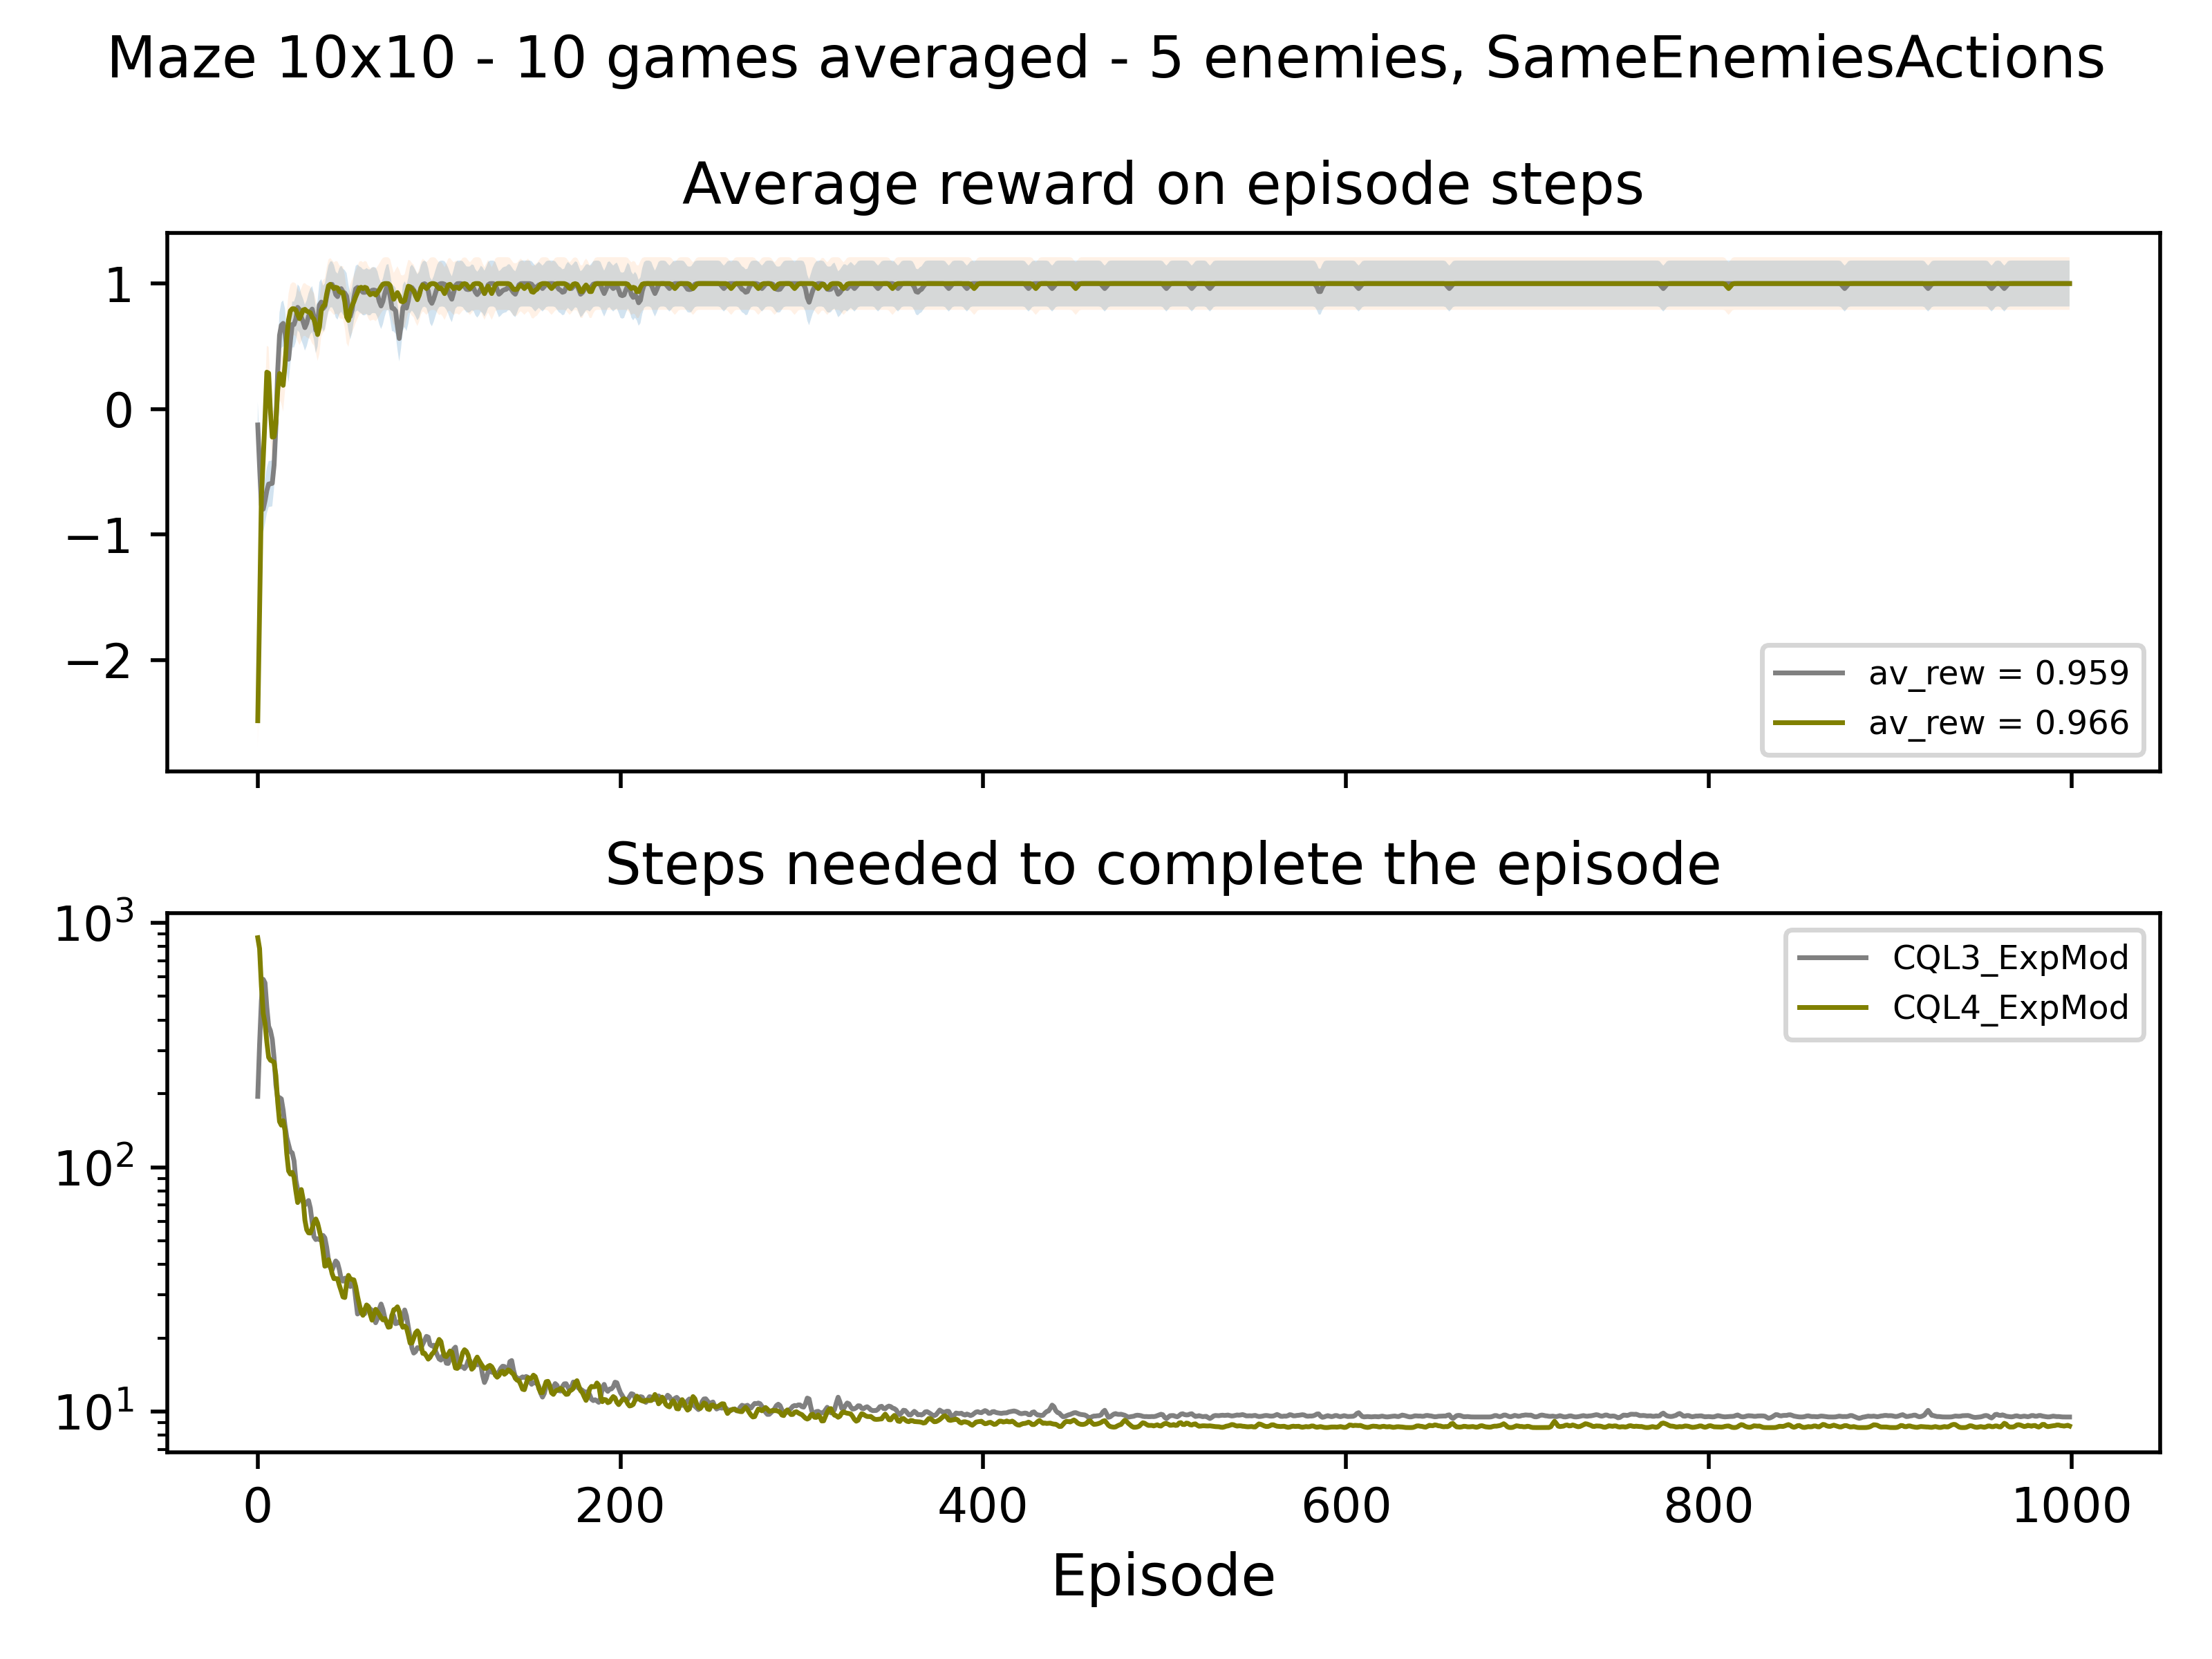 Maze 10x10 - 10 games averaged - 5 enemies, SameEnemiesActions
Average reward on episode steps
1
0
−1
−2
av_rew = 0.959
av_rew = 0.966
Steps needed to complete the episode
10³
10²
10¹
CQL3_ExpMod
CQL4_ExpMod
0 200 400 600 800 1000
Episode